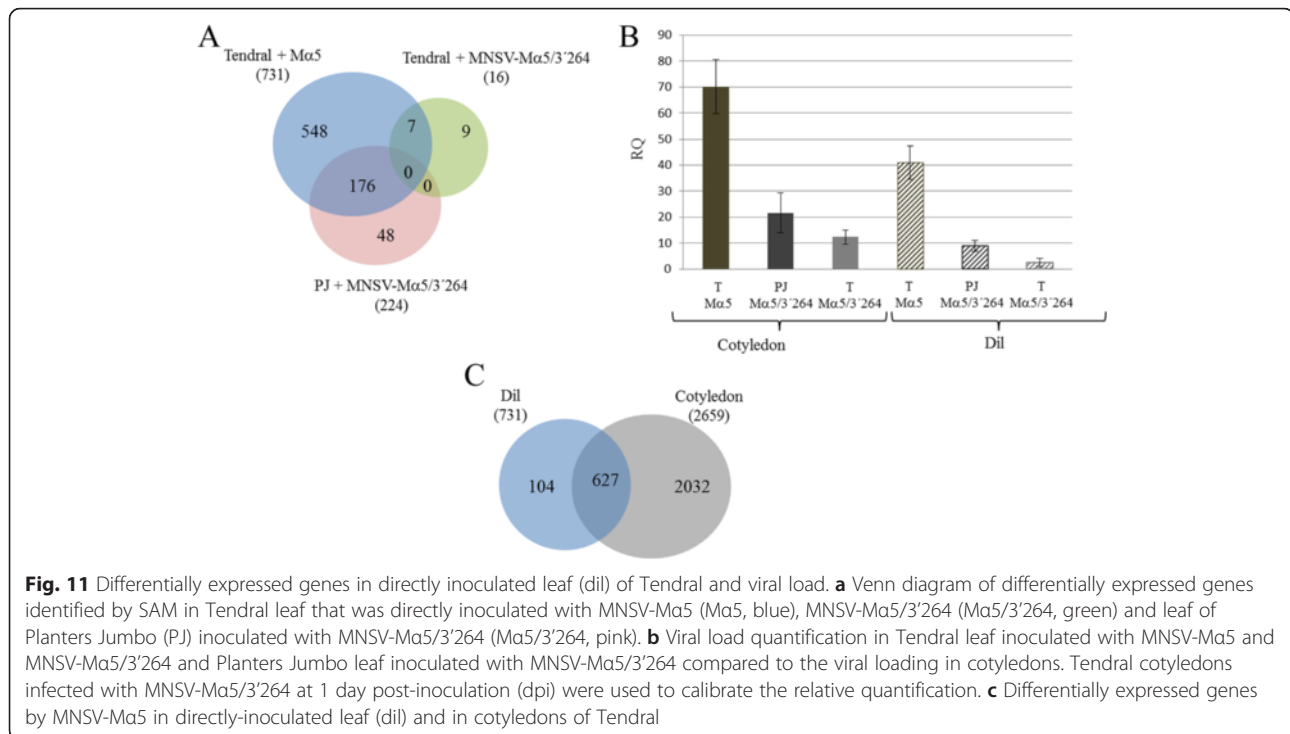 A
Tendral + Mα5
(731)
Tendral + MNSV-Mα5/3´264
(16)
548
7
9
0
0
176
48
PJ + MNSV-Mα5/3´264
(224)
B
RQ
90
80
70
60
50
40
30
20
10
0
T
Mα5
PJ
Mα5/3´264
T
Mα5/3´264
T
Mα5
PJ
Mα5/3´264
T
Mα5/3´264
Cotyledon
Dil
C
Dil
(731)
Cotyledon
(2659)
104
627
2032
Fig. 11 Differentially expressed genes in directly inoculated leaf (dil) of Tendral and viral load. a Venn diagram of differentially expressed genes
identified by SAM in Tendral leaf that was directly inoculated with MNSV-Mα5 (Mα5, blue), MNSV-Mα5/3′264 (Mα5/3′264, green) and leaf of
Planters Jumbo (PJ) inoculated with MNSV-Mα5/3′264 (Mα5/3′264, pink). b Viral load quantification in Tendral leaf inoculated with MNSV-Mα5 and
MNSV-Mα5/3′264 and Planters Jumbo leaf inoculated with MNSV-Mα5/3′264 compared to the viral loading in cotyledons. Tendral cotyledons
infected with MNSV-Mα5/3′264 at 1 day post-inoculation (dpi) were used to calibrate the relative quantification. c Differentially expressed genes
by MNSV-Mα5 in directly-inoculated leaf (dil) and in cotyledons of Tendral